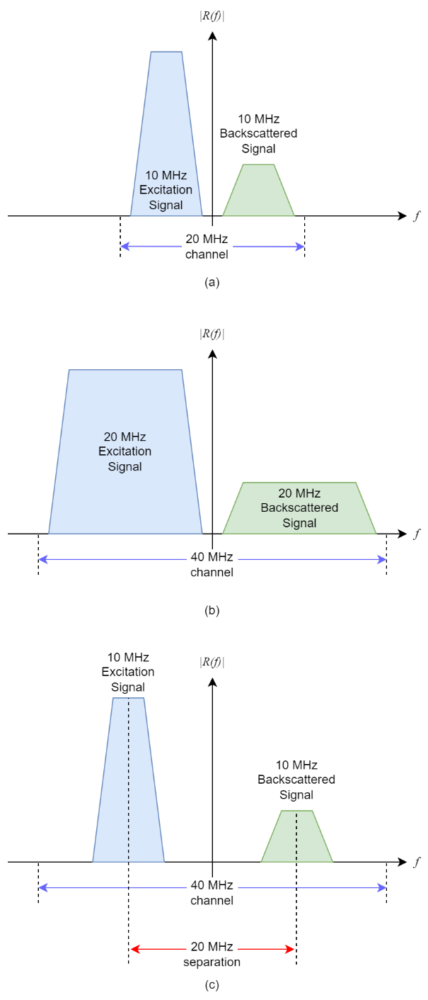 |R(f)|
10 MHz
Backscattered
Signal
10 MHz
Excitation
Signal
f
20 MHz
channel
(a)
|R(f)|
20 MHz
Excitation
Signal
20 MHz
Backscattered
Signal
f
40 MHz
channel
(b)
10 MHz
Excitation
Signal
|R(f)|
10 MHz
Backscattered
Signal
f
40 MHz
channel
20 MHz
separation
(c)